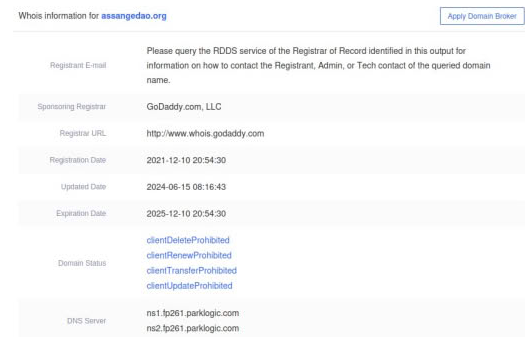 Whois information for assangedao.org
Apply Domain Broker
Registrant E-mail
Please query the RDDS service of the Registrar of Record identified in this output for
information on how to contact the Registrant, Admin, or Tech contact of the queried domain
name.
Sponsoring Registrar
GoDaddy.com, LLC
Registrar URL
http://www.whois.godaddy.com
Registration Date
2021-12-10 20:54:30
Updated Date
2024-06-15 08:16:43
Expiration Date
2025-12-10 20:54:30
Domain Status
clientDeleteProhibited
clientRenewProhibited
clientTransferProhibited
clientUpdateProhibited
DNS Server
ns1.fp261.parklogic.com
ns2.fp261.parklogic.com